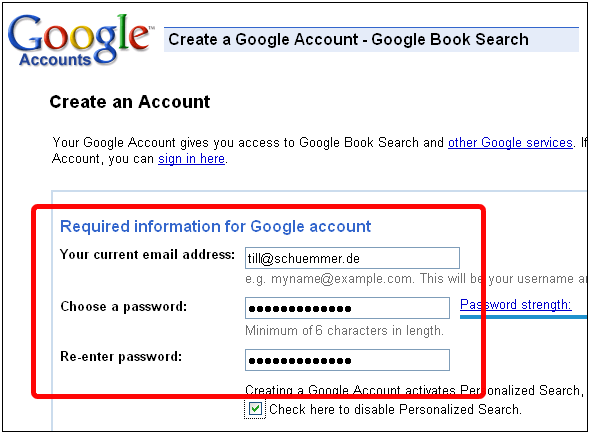 Google™
Accounts
Create a Google Account - Google Book Search
Create an Account
Your Google Account gives you access to Google Book Search and other Google services. If
Account, you can sign in here.
Required information for Google account
Your current email address: till@schuemmer.de
e.g. myname@example.com. This will be your username
Choose a password: ●●●●●●●●●●●●● Password strength:
Minimum of 6 characters in length.
Re-enter password: ●●●●●●●●●●●●●
Creating a Google Account activates Personalized Search,
Check here to disable Personalized Search.